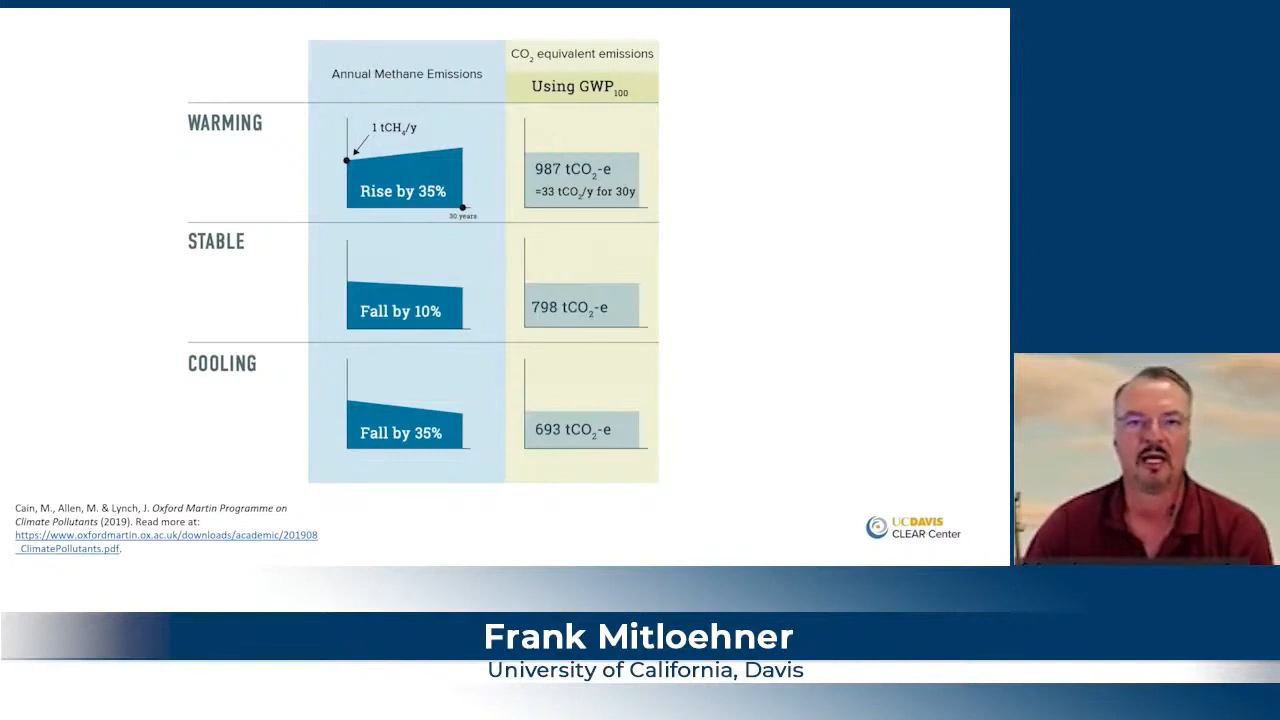 Annual Methane Emissions
CO₂ equivalent emissions
Using GWP₁₀₀
WARMING
1 tCH₄/y
Rise by 35%
30 years
987 tCO₂-e
=33 tCO₂/y for 30y
STABLE
Fall by 10%
798 tCO₂-e
COOLING
Fall by 35%
693 tCO₂-e
Cain, M., Allen, M. & Lynch, J. Oxford Martin Programme on
Climate Pollutants (2019). Read more at:
https://www.oxfordmartin.ox.ac.uk/downloads/academic/201908
_ClimatePollutants.pdf.
UCDAVIS
CLEAR Center
Frank Mitloehner
University of California, Davis